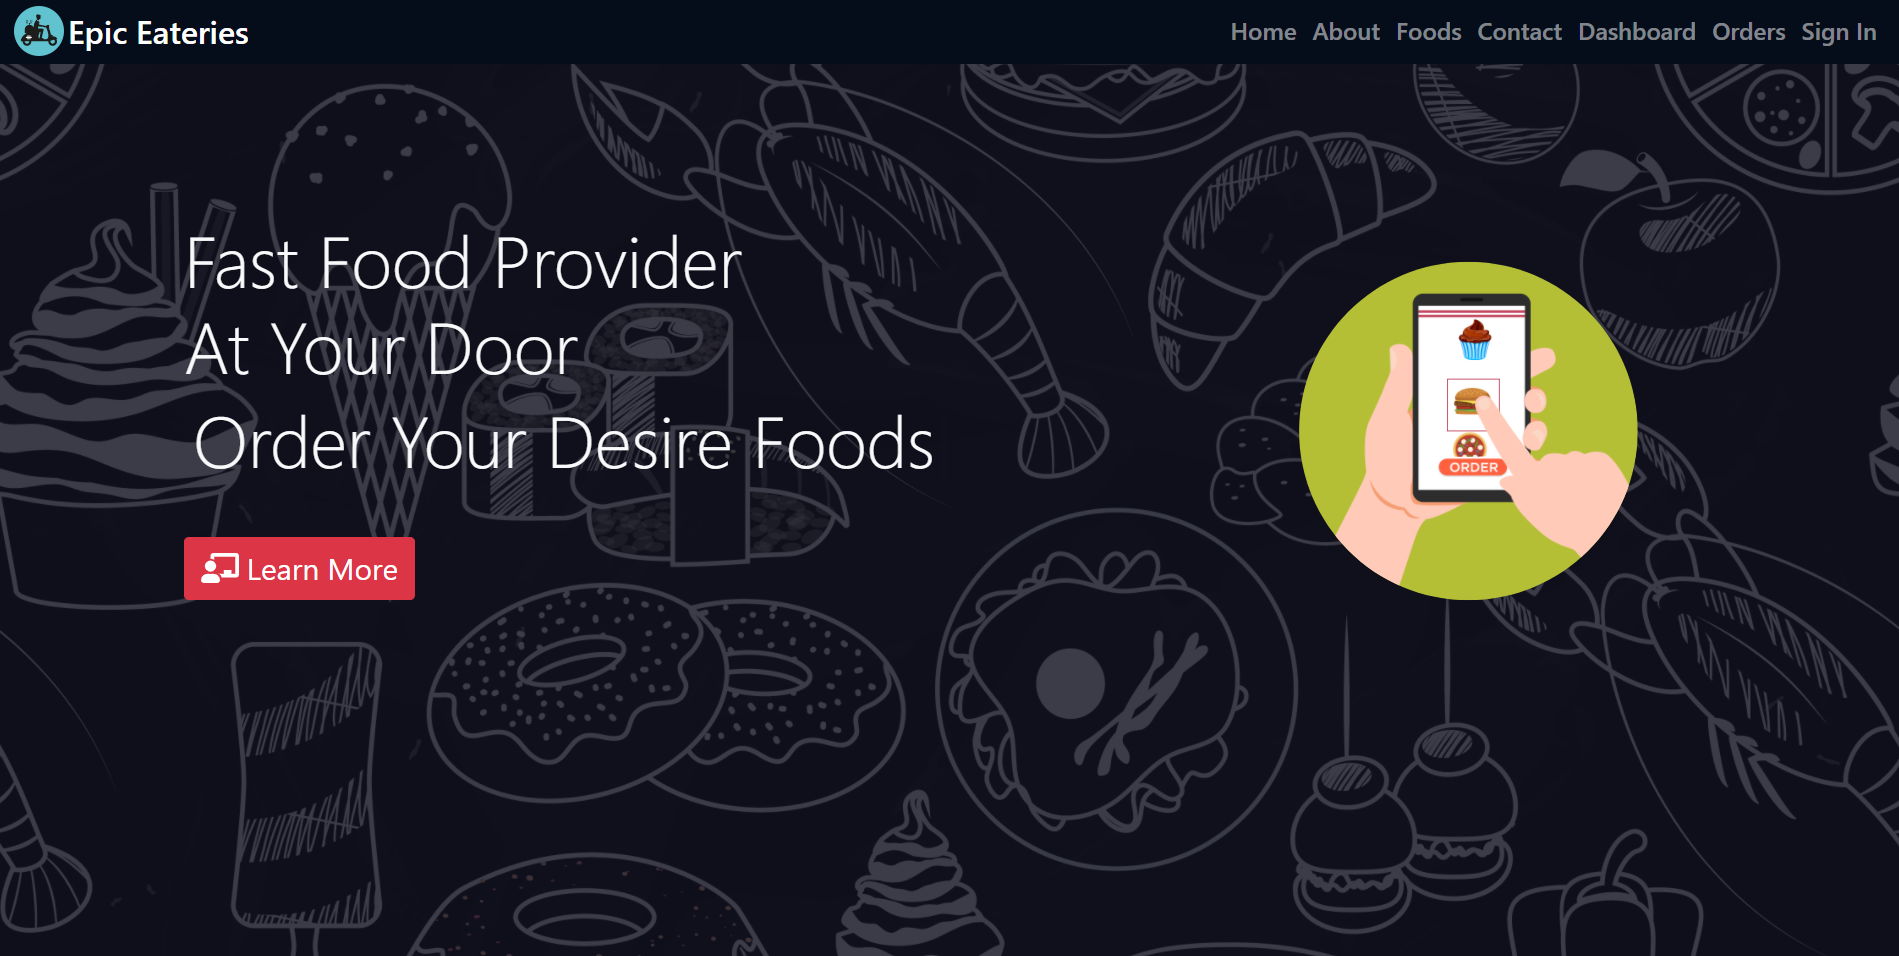 Epic Eateries
Home About Foods Contact Dashboard Orders Sign In
Fast Food Provider
At Your Door
Order Your Desire Foods
ORDER
Learn More